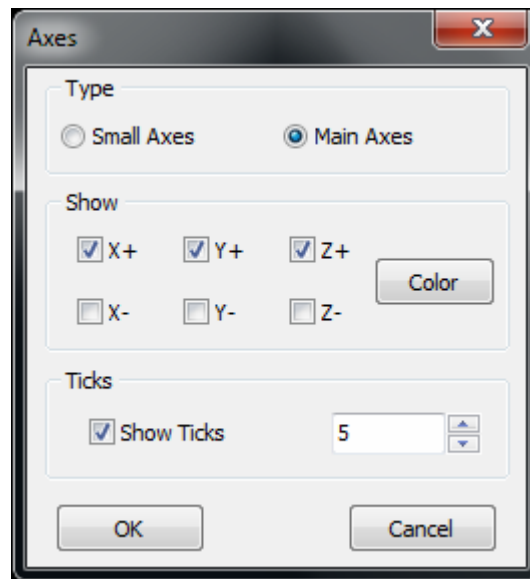 Axes
Type
Small Axes Main Axes
Show
X+ Y+ Z+
Color
X- Y- Z-
Ticks
Show Ticks 5
OK Cancel